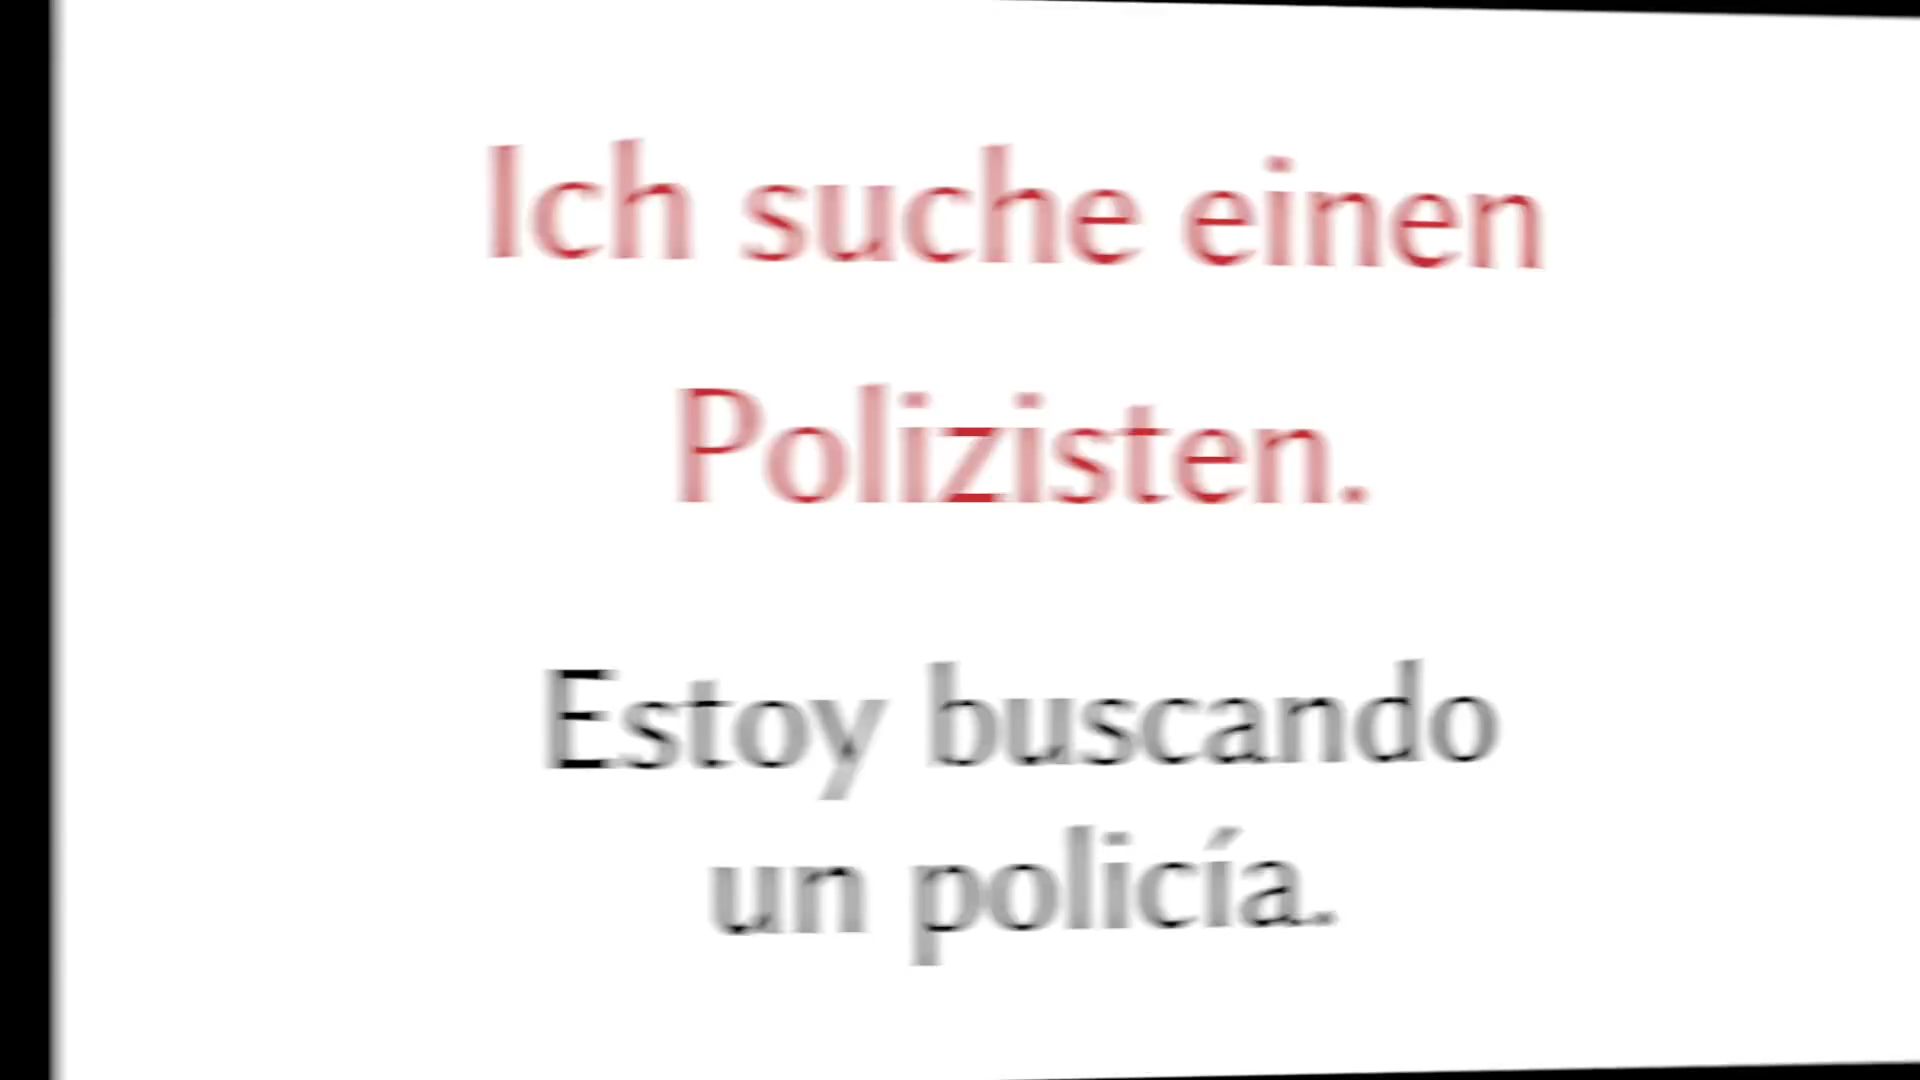 Ich suche einen
Polizisten.
Estoy buscando
un policía.